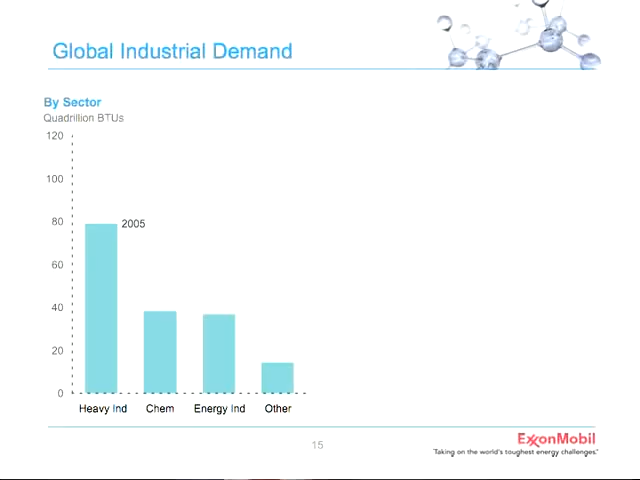 Global Industrial Demand
By Sector
Quadrillion BTUs
120
100
80
60
40
20
0
2005
Heavy Ind Chem Energy Ind Other
15
ExxonMobil
Taking on the world's toughest energy challenges.™